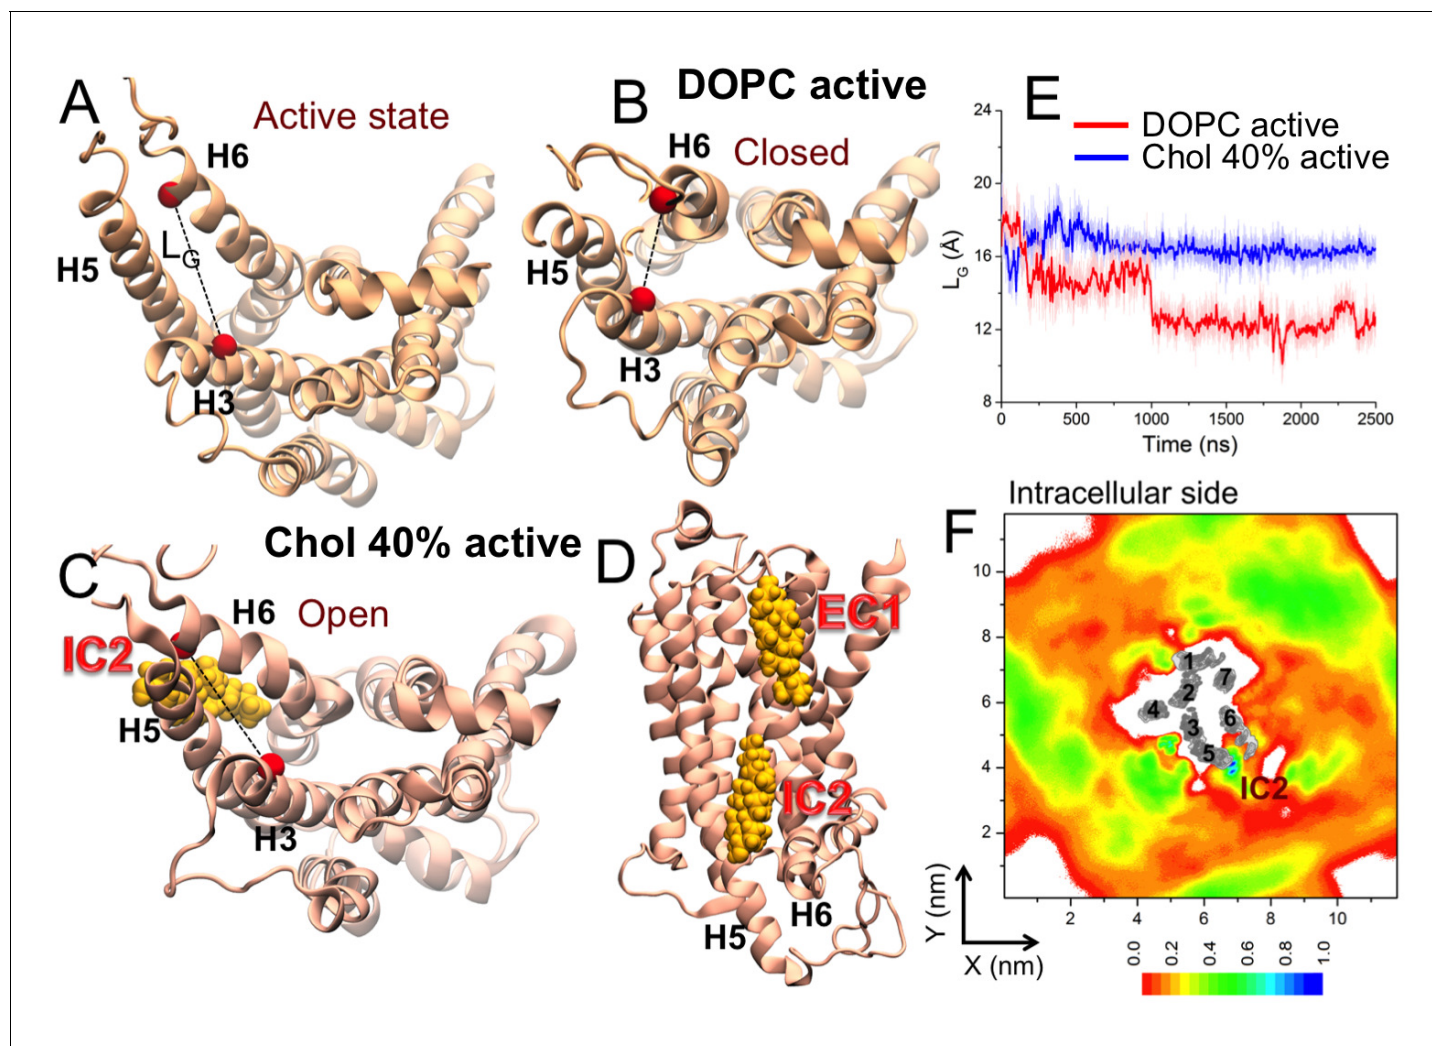 A
Active state
H6
H5
L_G
H3
DOPC active
B
H6
Closed
H5
H3
E
DOPC active
Chol 40% active
24
20
16
12
8
L_G (Å)
0 500 1000 1500 2000 2500
Time (ns)
Chol 40% active
C
H6
Open
IC2
H5
H3
D
EC1
IC2
H6
H5
Intracellular side
F
10
8
6
4
2
1
7
2
4
3
6
5
IC2
2 4 6 8 10
Y (nm)
X (nm)
0.0 0.2 0.4 0.6 0.8 1.0